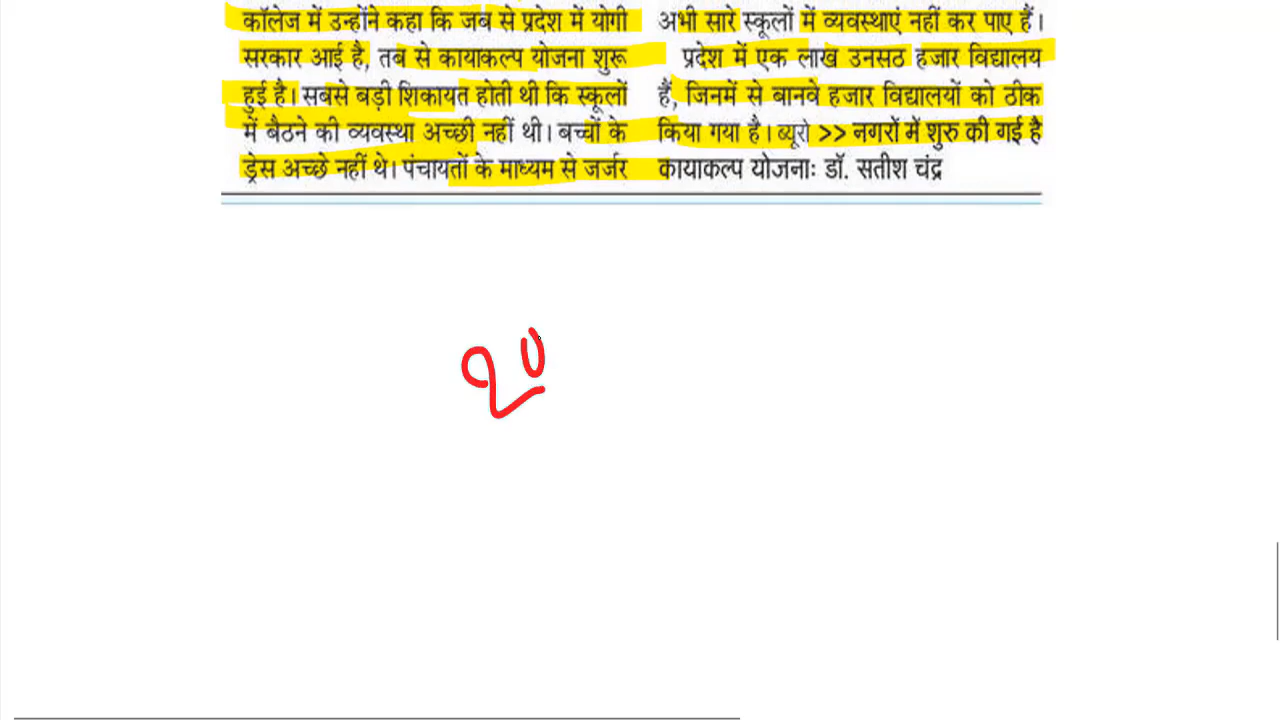 कॉलेज में उन्होंने कहा कि जब से प्रदेश में योगी
सरकार आई है, तब से कायाकल्प योजना शुरू
हुई है। सबसे बड़ी शिकायत होती थी कि स्कूलों
में बैठने की व्यवस्था अच्छी नहीं थी। बच्चों के
ड्रेस अच्छे नहीं थे। पंचायतों के माध्यम से जर्जर
अभी सारे स्कूलों में व्यवस्थाएं नहीं कर पाए हैं।
प्रदेश में एक लाख उनसठ हजार विद्यालय
हैं, जिनमें से बानवे हजार विद्यालयों को ठीक
किया गया है। ब्यूरो >> नगरों में शुरु की गई है
कायाकल्प योजनाः डॉ. सतीश चंद्र
20